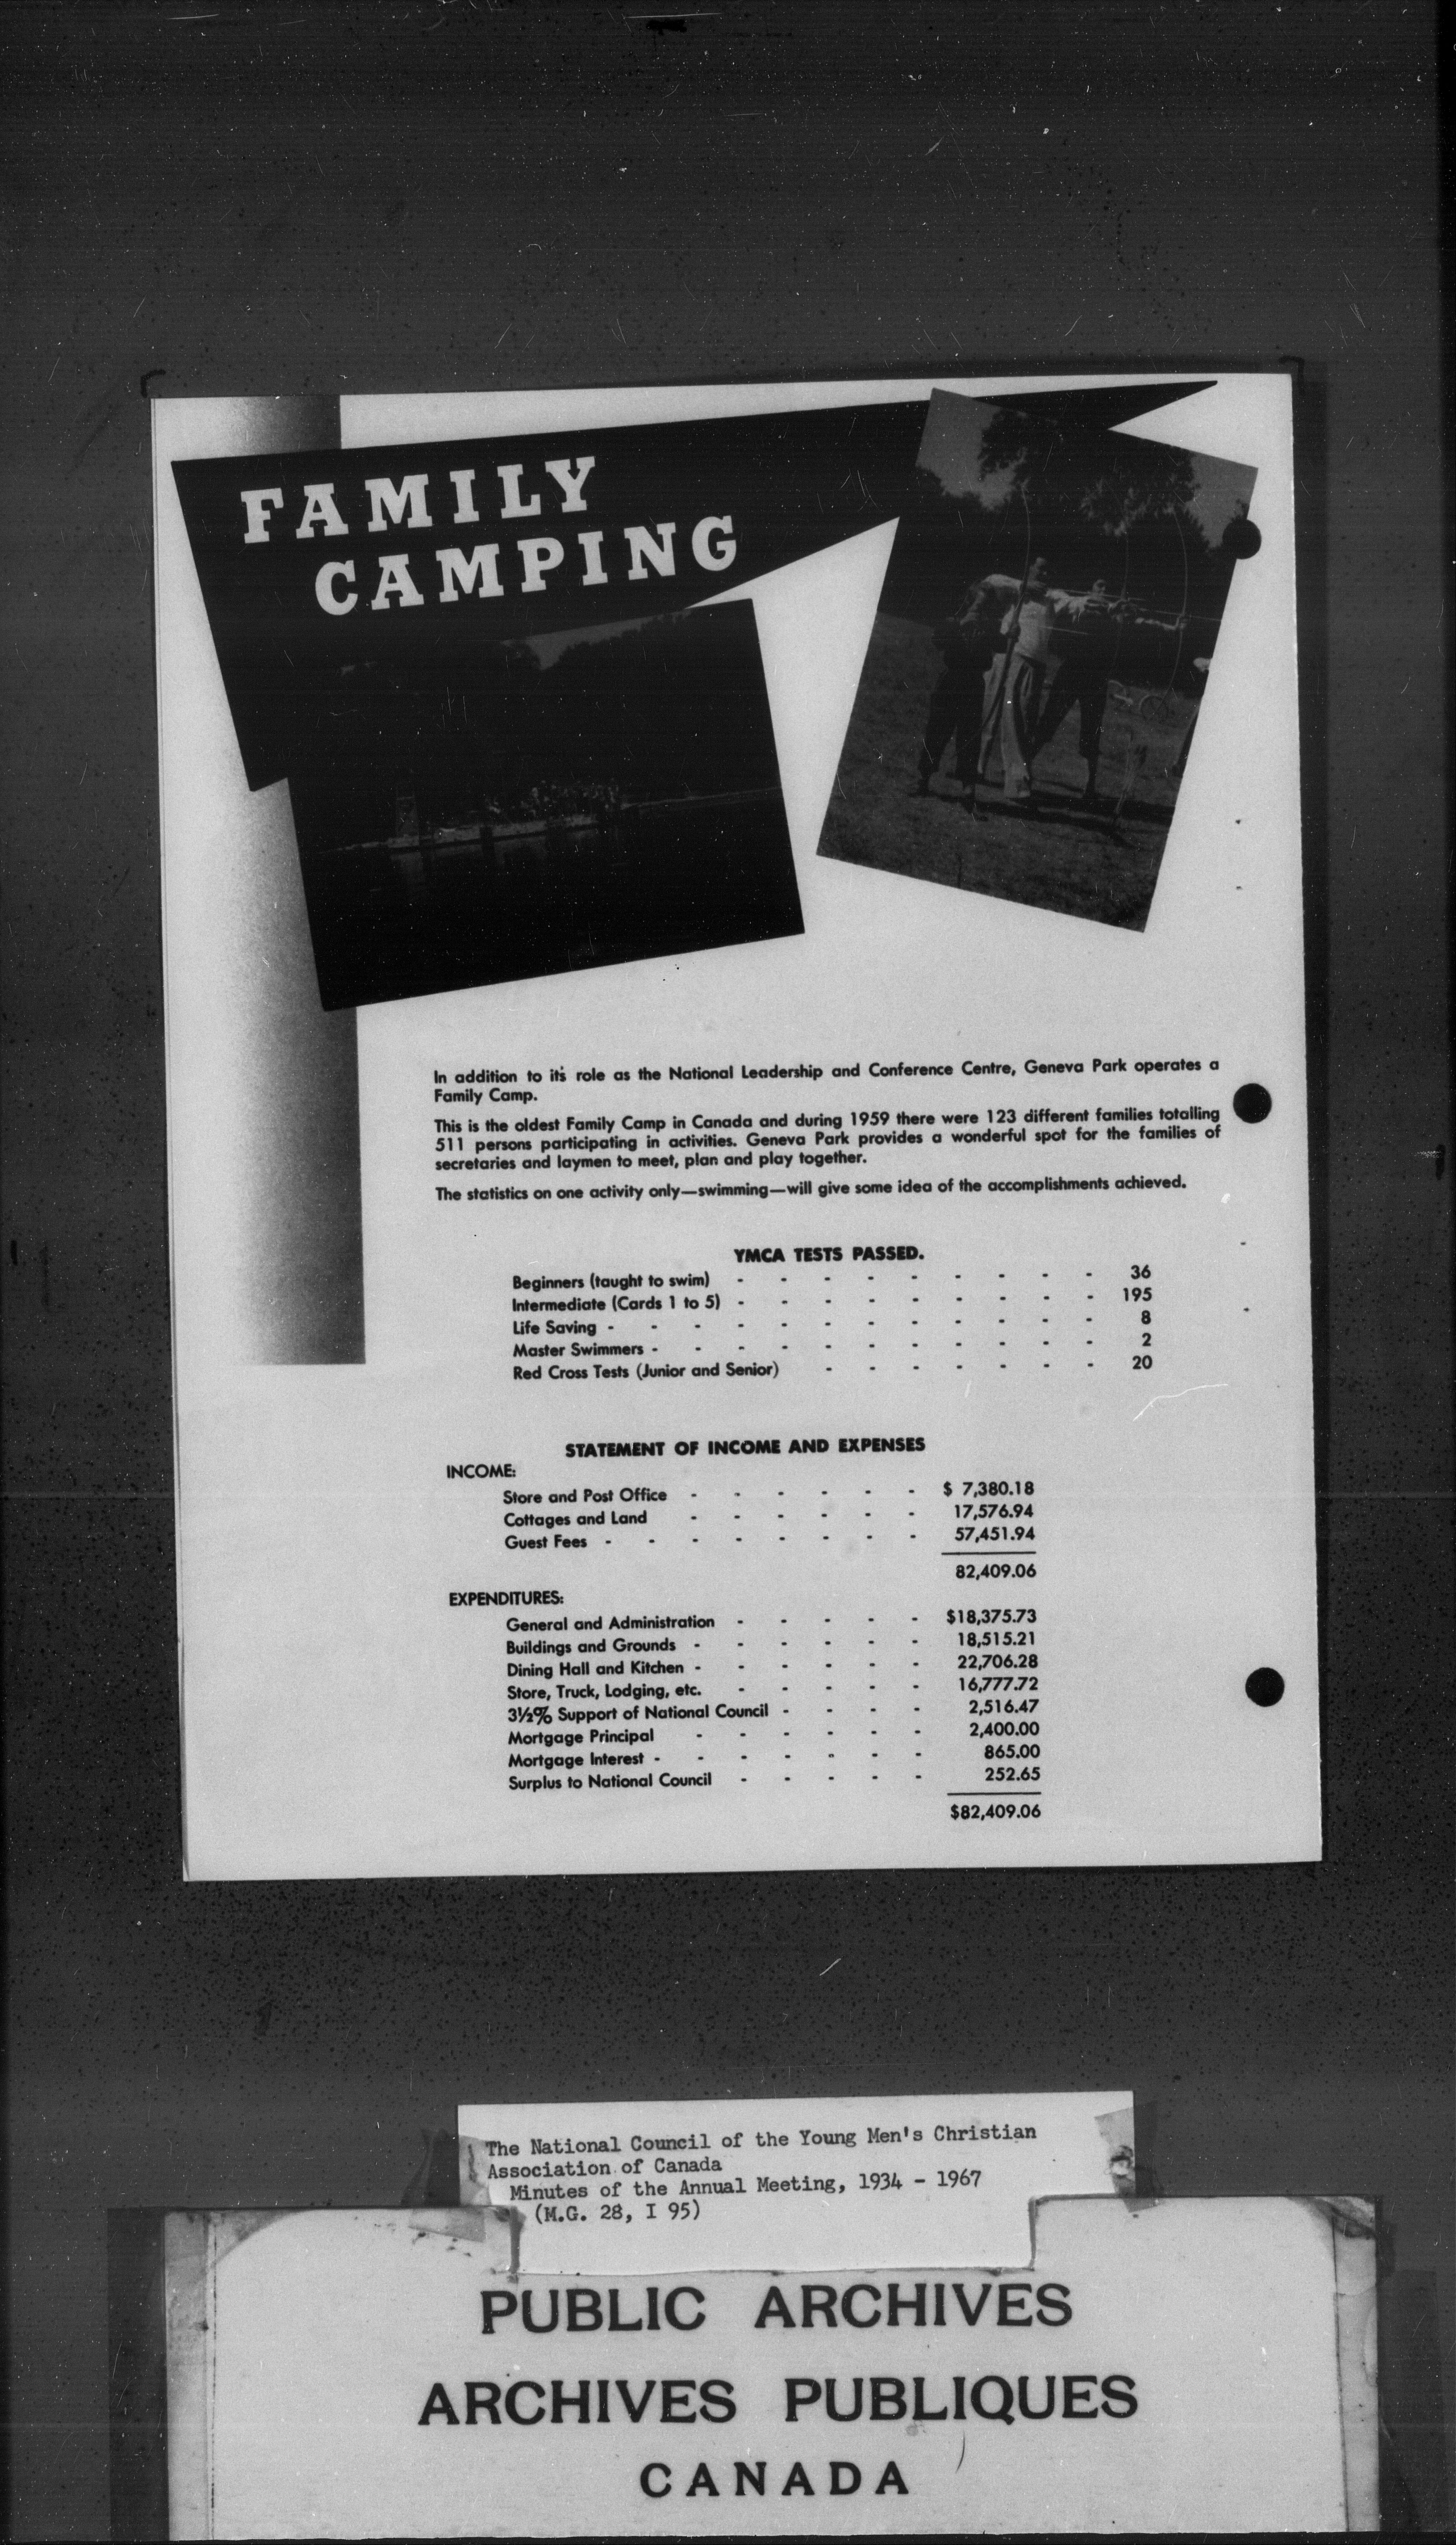 FAMILY
CAMPING
In addition to it's role as the National Leadership and Conference Centre, Geneva Park operates a
Family Camp.
This is the oldest Family Camp in Canada and during 1959 there were 123 different families totalling
511 persons participating in activities. Geneva Park provides a wonderful spot for the families of
secretaries and laymen to meet, plan and play together.
The statistics on one activity only—swimming—will give some idea of the accomplishments achieved.
YMCA TESTS PASSED.
Beginners (taught to swim) - - - - - - - - - 36
Intermediate (Cards 1 to 5) - - - - - - - - - 195
Life Saving - - - - - - - - - - - - 8
Master Swimmers - - - - - - - - - - - 2
Red Cross Tests (Junior and Senior) - - - - - - - 20
STATEMENT OF INCOME AND EXPENSES
INCOME:
Store and Post Office - - - - - - $ 7,380.18
Cottages and Land - - - - - - 17,576.94
Guest Fees - - - - - - - - 57,451.94
82,409.06
EXPENDITURES:
General and Administration - - - - - $18,375.73
Buildings and Grounds - - - - - - 18,515.21
Dining Hall and Kitchen - - - - - - 22,706.28
Store, Truck, Lodging, etc. - - - - - 16,777.72
3½% Support of National Council - - - - 2,516.47
Mortgage Principal - - - - - - 2,400.00
Mortgage Interest - - - - - - - 865.00
Surplus to National Council - - - - - 252.65
$82,409.06
The National Council of the Young Men's Christian
Association of Canada
Minutes of the Annual Meeting, 1934 - 1967
(M.G. 28, I 95)
PUBLIC ARCHIVES
ARCHIVES PUBLIQUES
CANADA